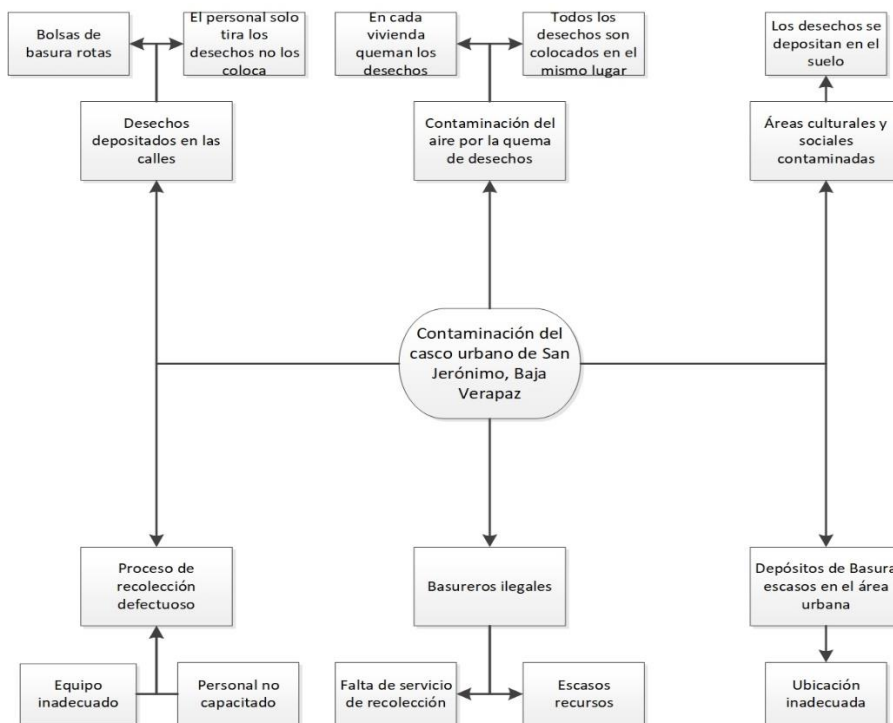 Bolsas de
basura rotas
El personal solo
tira los
desechos no los
coloca
En cada
vivienda
queman los
desechos
Todos los
desechos son
colocados en el
mismo lugar
Los desechos se
depositan en el
suelo
Desechos
depositados en las
calles
Contaminación del
aire por la quema
de desechos
Áreas culturales y
sociales
contaminadas
Contaminación del
casco urbano de San
Jerónimo, Baja
Verapaz
Proceso de
recolección
defectuoso
Basureros ilegales
Depósitos de Basura
escasos en el área
urbana
Equipo
inadecuado
Personal no
capacitado
Falta de servicio
de recolección
Escasos
recursos
Ubicación
inadecuada